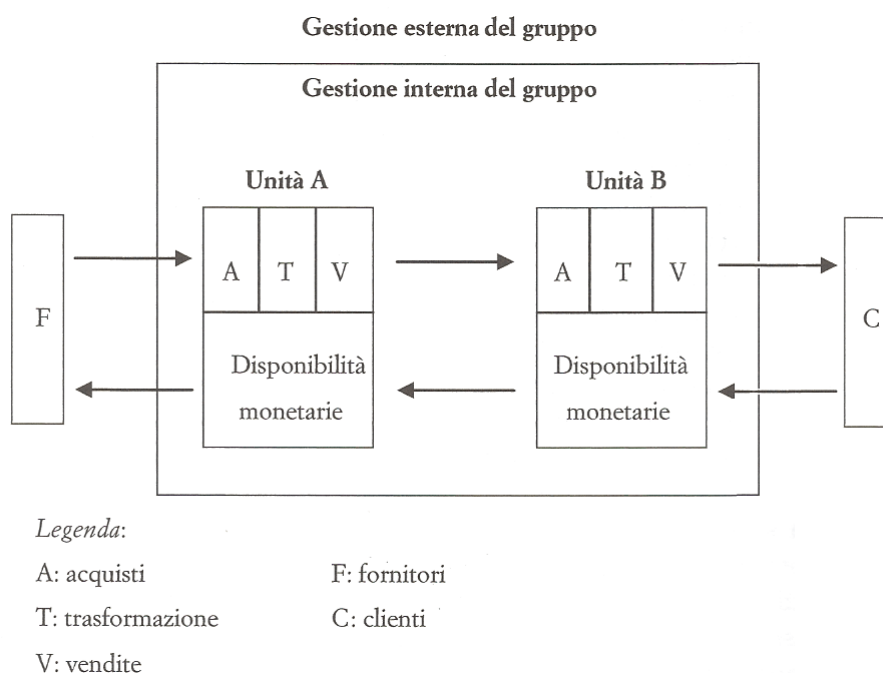 Gestione esterna del gruppo
Gestione interna del gruppo
Unità A
Unità B
F
A T V
A T V
C
Disponibilità
monetarie
Disponibilità
monetarie
Legenda:
A: acquisti
F: fornitori
T: trasformazione
C: clienti
V: vendite